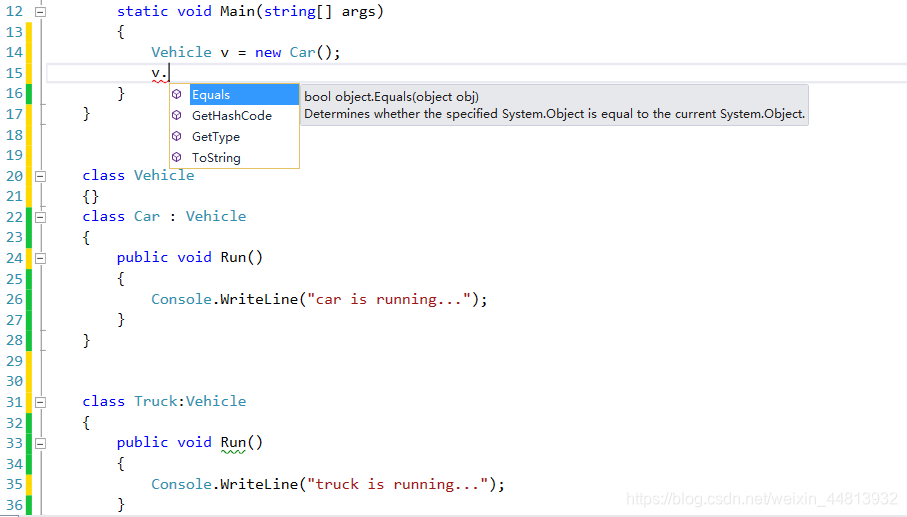 12 static void Main(string[] args)
13 {
14 Vehicle v = new Car();
15 v.
16 }
Equals
bool object.Equals(object obj)
Determines whether the specified System.Object is equal to the current System.Object.
17 }
GetHashCode
18
GetType
19
ToString
20 class Vehicle
21 {}
22 class Car : Vehicle
23 {
24 public void Run()
25 {
26 Console.WriteLine("car is running...");
27 }
28 }
29
30
31 class Truck:Vehicle
32 {
33 public void Run()
34 {
35 Console.WriteLine("truck is running...");
36 }
https://blog.csdn.net/weixin_44813932